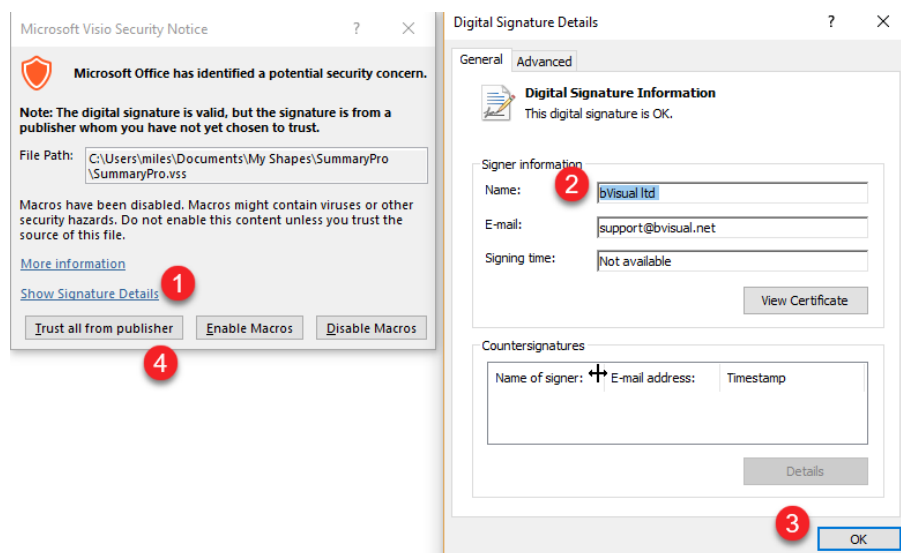 Microsoft Visio Security Notice
?
Microsoft Office has identified a potential security concern.
Note: The digital signature is valid, but the signature is from a
publisher whom you have not yet chosen to trust.
File Path:
C:\Users\miles\Documents\My Shapes\SummaryPro
\SummaryPro.vss
Macros have been disabled. Macros might contain viruses or other
security hazards. Do not enable this content unless you trust the
source of this file.
More information
Show Signature Details
1
Trust all from publisher
Enable Macros
Disable Macros
4
Digital Signature Details
?
General
Advanced
Digital Signature Information
This digital signature is OK.
Signer information
Name:
2
bVisual ltd
E-mail:
support@bvisual.net
Signing time:
Not available
View Certificate
Countersignatures
Name of signer:
E-mail address:
Timestamp
Details
3
OK